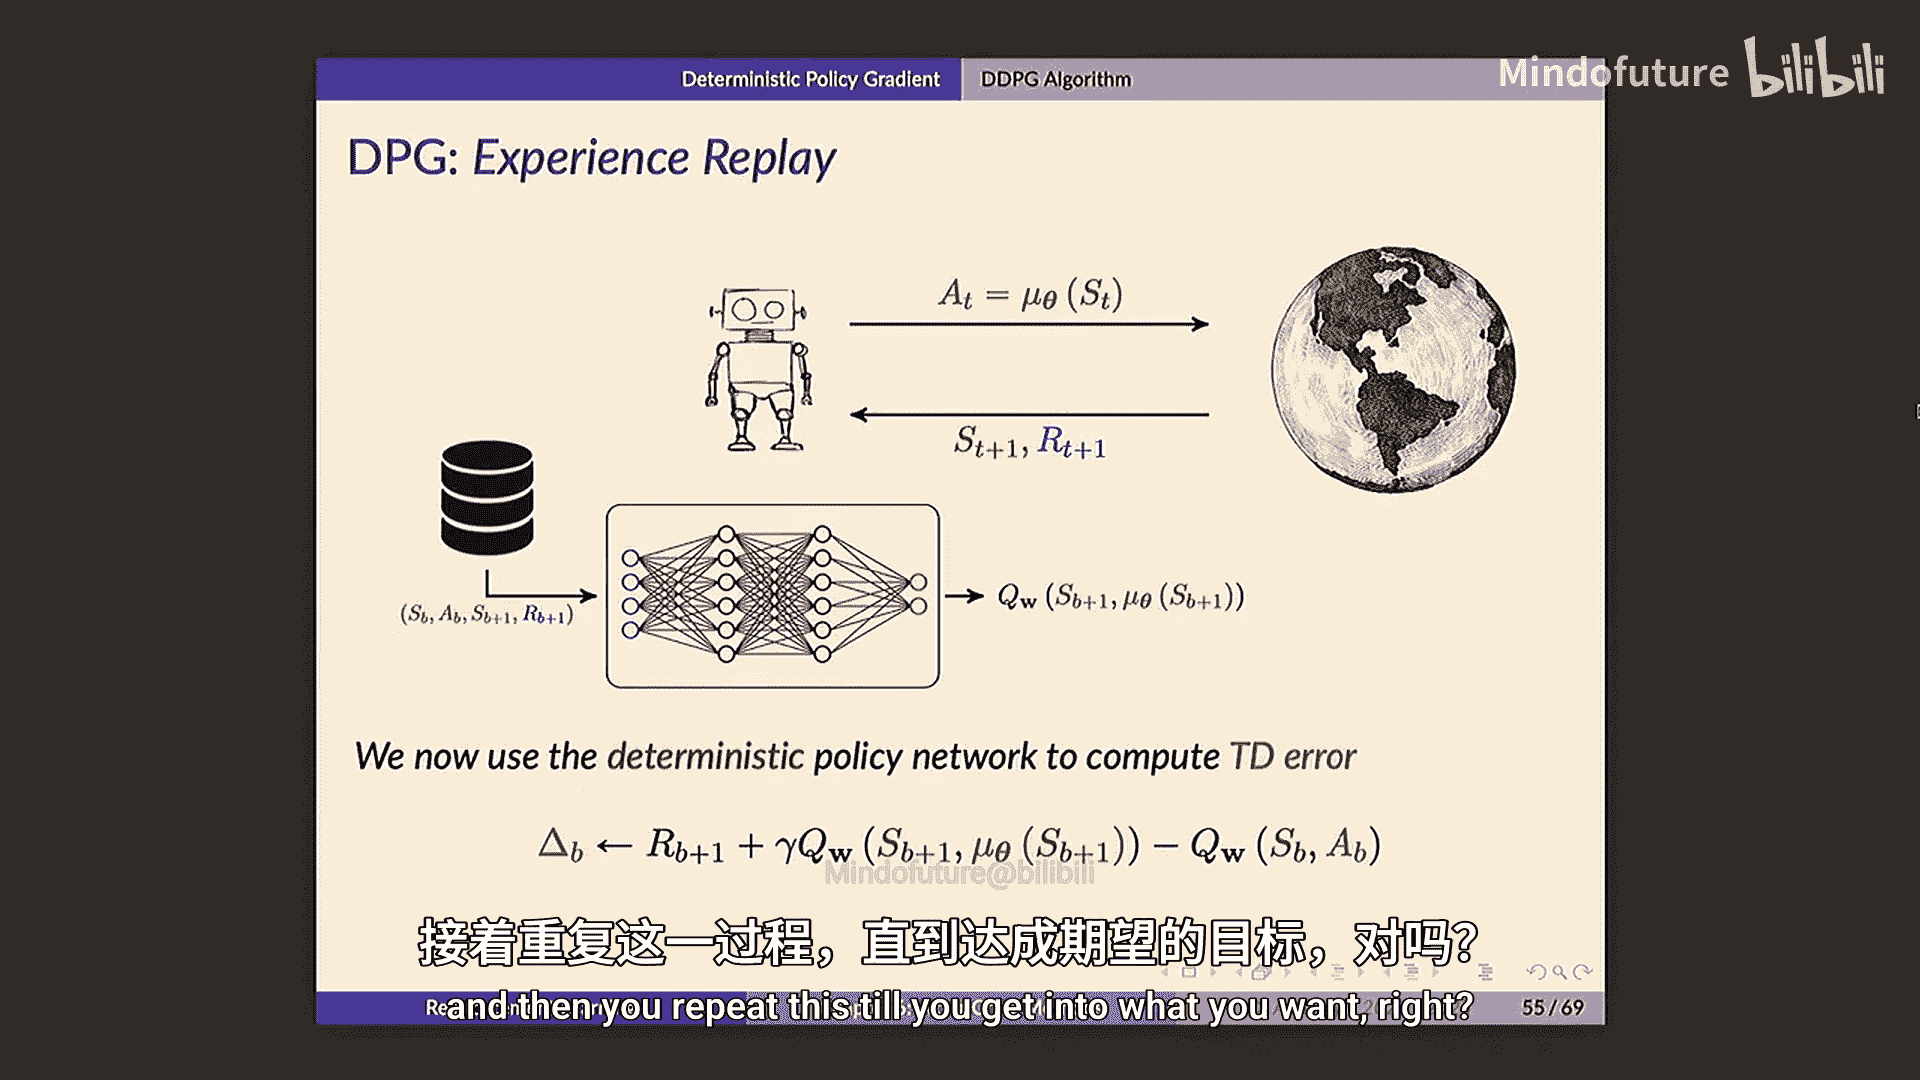 Deterministic Policy Gradient
DDPG Algorithm
Mindofuture bilibili
DPG: Experience Replay
A_t = μ_θ (S_t)
S_{t+1}, R_{t+1}
(S_b, A_b, S_{b+1}, R_{b+1})
Q_w (S_{b+1}, μ_θ (S_{b+1}))
We now use the deterministic policy network to compute TD error
Δ_b ← R_{b+1} + γQ_w (S_{b+1}, μ_θ (S_{b+1})) − Q_w (S_b, A_b)
Mindofuture@bilibili
接着重复这一过程，直到达成期望的目标，对吗？
and then you repeat this till you get into what you want, right?
55/69